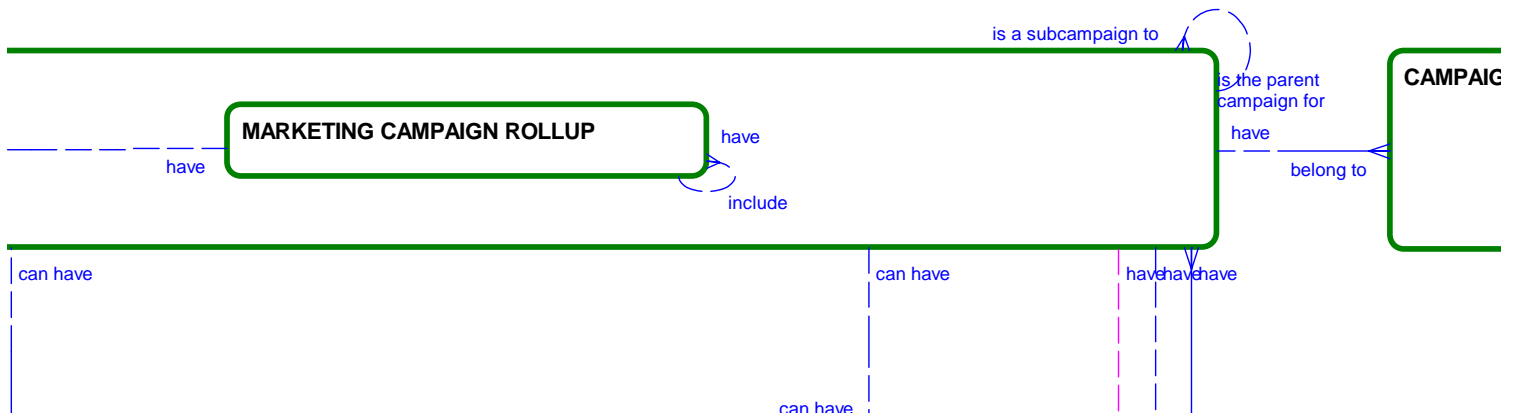 is a subcampaign to
is the parent
campaign for
CAMPAIG
MARKETING CAMPAIGN ROLLUP
have
have
have
belong to
include
can have
can have
have
have
have
can have